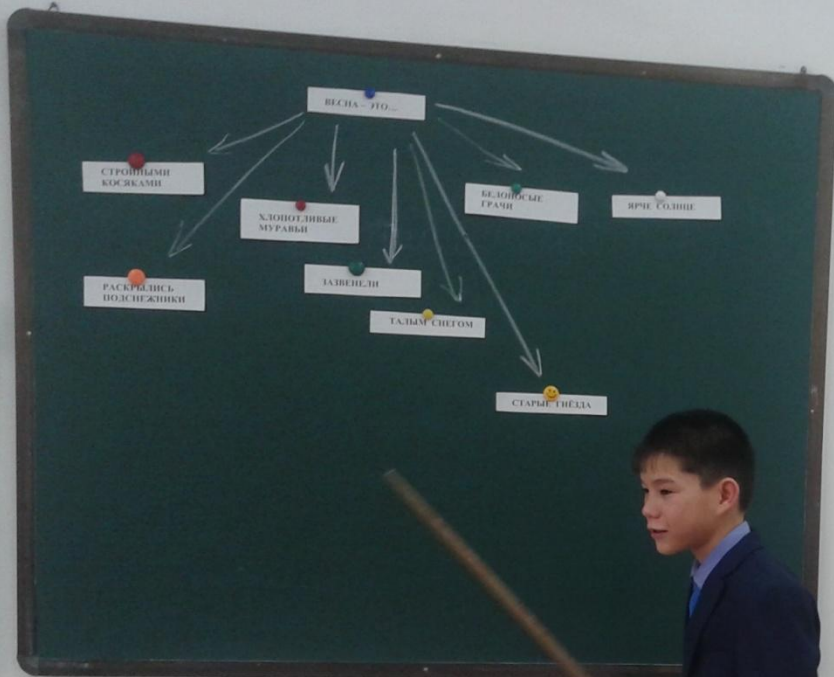 ВЕСНА – ЭТО...
СТРОЙНЫМИ
КОСЯКАМИ
ХЛОПОТЛИВЫЕ
МУРАВЬИ
БЕЛОНОСЫЕ
ГРАЧИ
ЯРЧЕ СОЛНЦЕ
РАСКРЫЛИСЬ
ПОДСНЕЖНИКИ
ЗАЗВЕНЕЛИ
ТАЛЫМ СНЕГОМ
СТАРЫЕ ГНЁЗДА